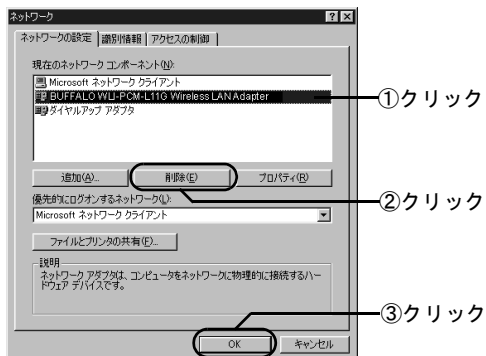 ネットワーク
ネットワークの設定 識別情報 アクセスの制御
現在のネットワーク コンポーネント(N):
Microsoft ネットワーク クライアント
BUFFALO WLI-PCM-L11G Wireless LAN Adapter
ダイヤルアップ アダプタ
①クリック
追加(A)... 削除(E) プロパティ(R)
②クリック
優先的にログオンするネットワーク(L):
Microsoft ネットワーク クライアント
ファイルとプリンタの共有(F)...
説明
ネットワーク アダプタは、コンピュータをネットワークに物理的に接続するハー
ドウェア デバイスです。
③クリック
OK キャンセル